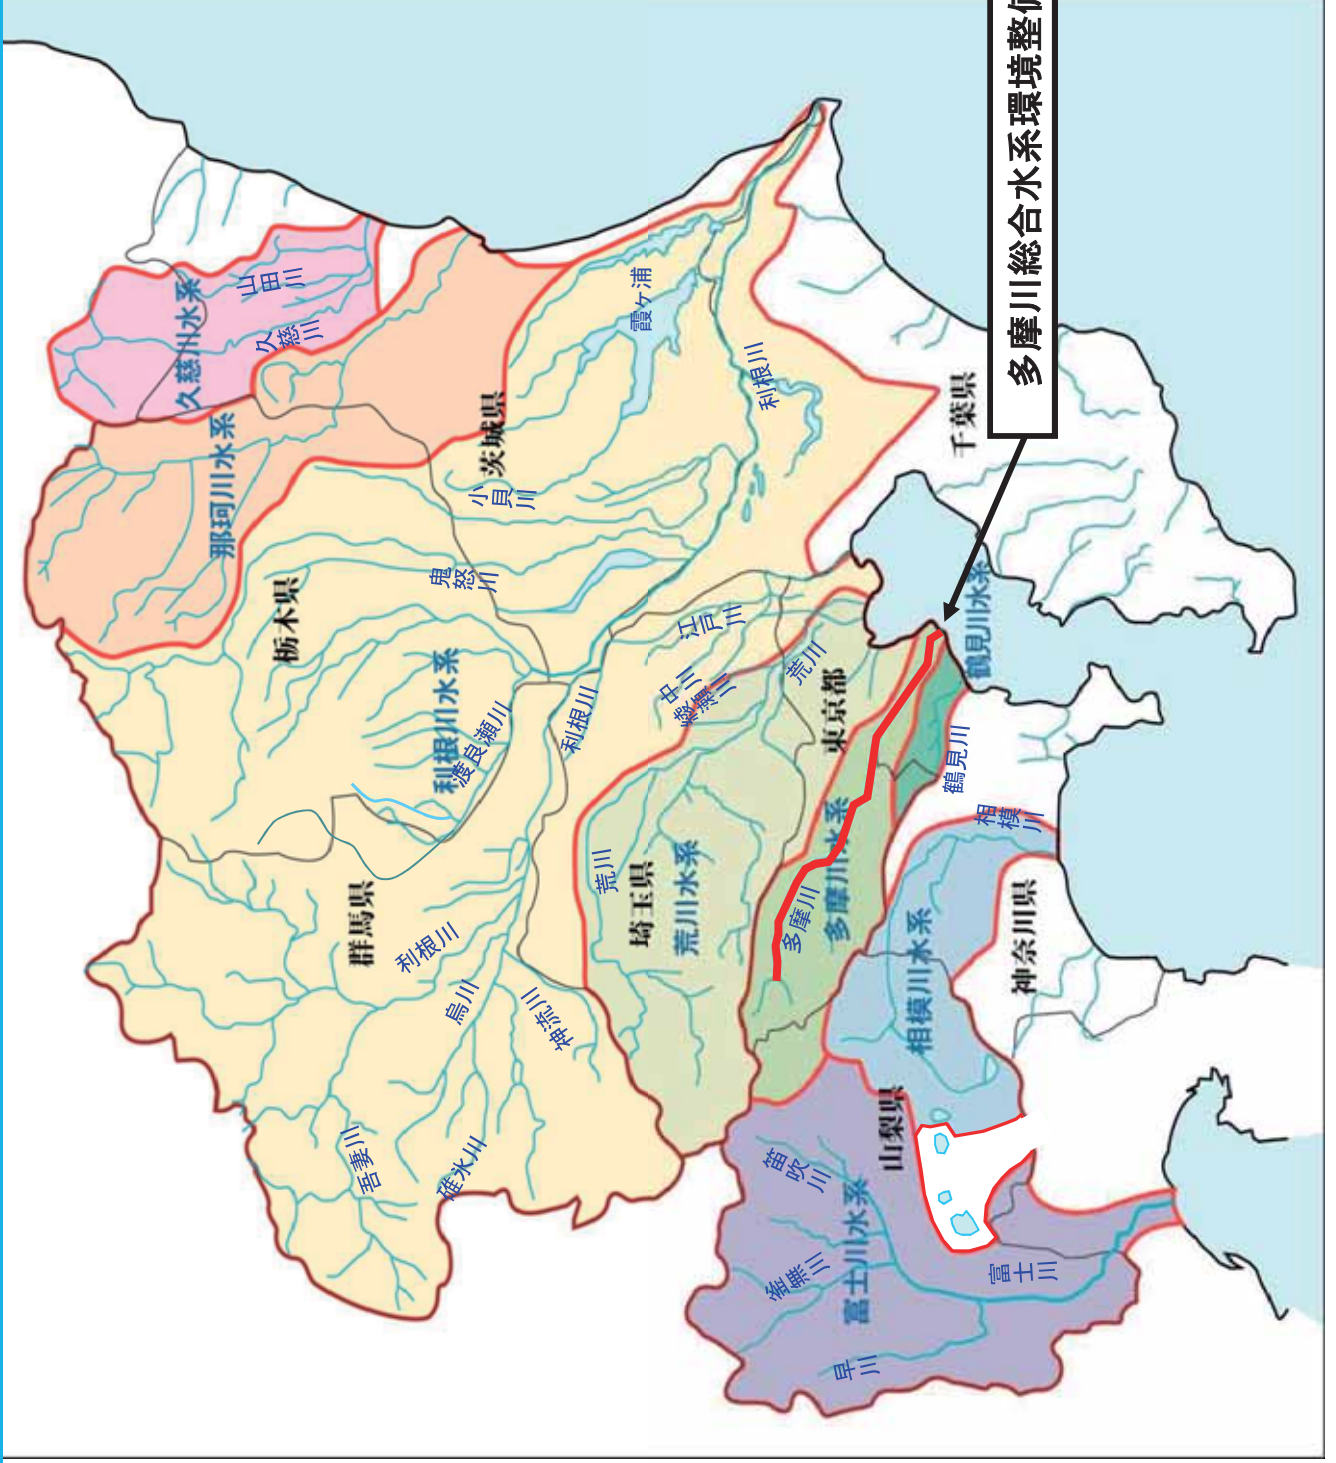 多摩川総合水系環境整
久慈川水系
山田川
久慈川
那珂川水系
茨城県
霞ヶ浦
利根川
千葉県
小貝川
鬼怒川
栃木県
利根川水系
渡良瀬川
利根川
江戸川
中川
綾瀬川
荒川
東京都
鶴見川水系
鶴見川
群馬県
利根川
烏川
神流川
吾妻川
碓氷川
荒川
埼玉県
荒川水系
多摩川
多摩川水系
相模川
相模川水系
神奈川県
山梨県
笛吹川
釜無川
富士川水系
富士川
早川